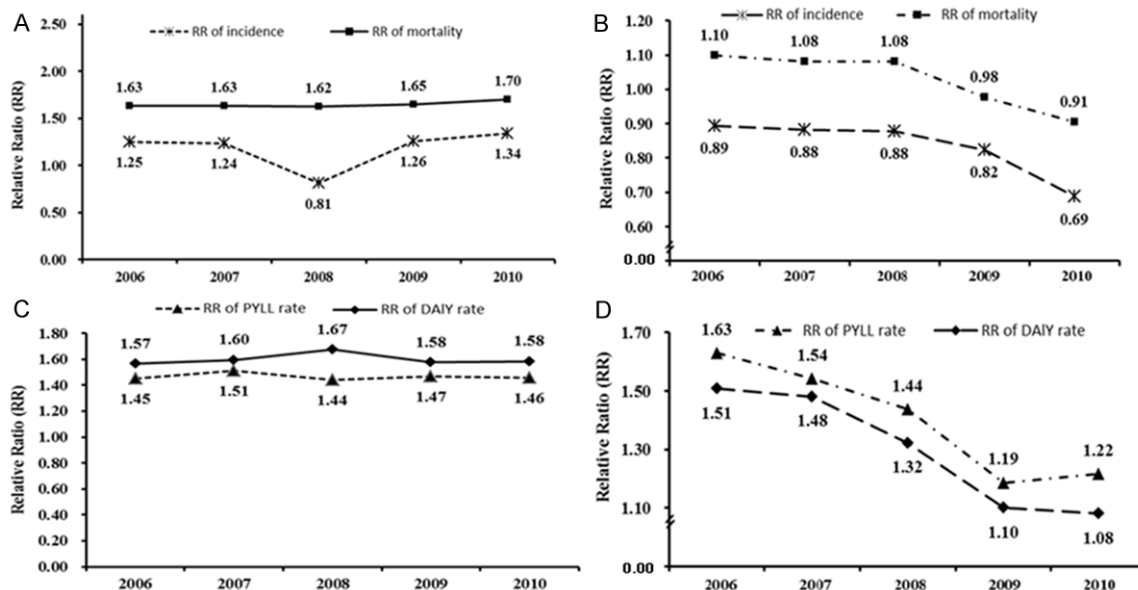 A
RR of incidence RR of mortality
Relative Ratio (RR)
2.50
2.00
1.50
1.00
0.50
0.00
1.63 1.63 1.62 1.65 1.70
1.25 1.24 0.81 1.26 1.34
2006 2007 2008 2009 2010
B
RR of incidence RR of mortality
Relative Ratio (RR)
1.20
1.10
1.00
0.90
0.80
0.70
0.60
0.00
1.10 1.08 1.08 0.98 0.91
0.89 0.88 0.88 0.82 0.69
2006 2007 2008 2009 2010
C
RR of PYLL rate RR of DAIY rate
Relative Ratio (RR)
1.80
1.60
1.40
1.20
1.00
0.80
0.60
0.40
0.20
0.00
1.57 1.60 1.67 1.58 1.58
1.45 1.51 1.44 1.47 1.46
2006 2007 2008 2009 2010
D
RR of PYLL rate RR of DAIY rate
Relative Ratio (RR)
1.70
1.50
1.30
1.10
0.00
1.63 1.54 1.44 1.19 1.22
1.51 1.48 1.32 1.10 1.08
2006 2007 2008 2009 2010